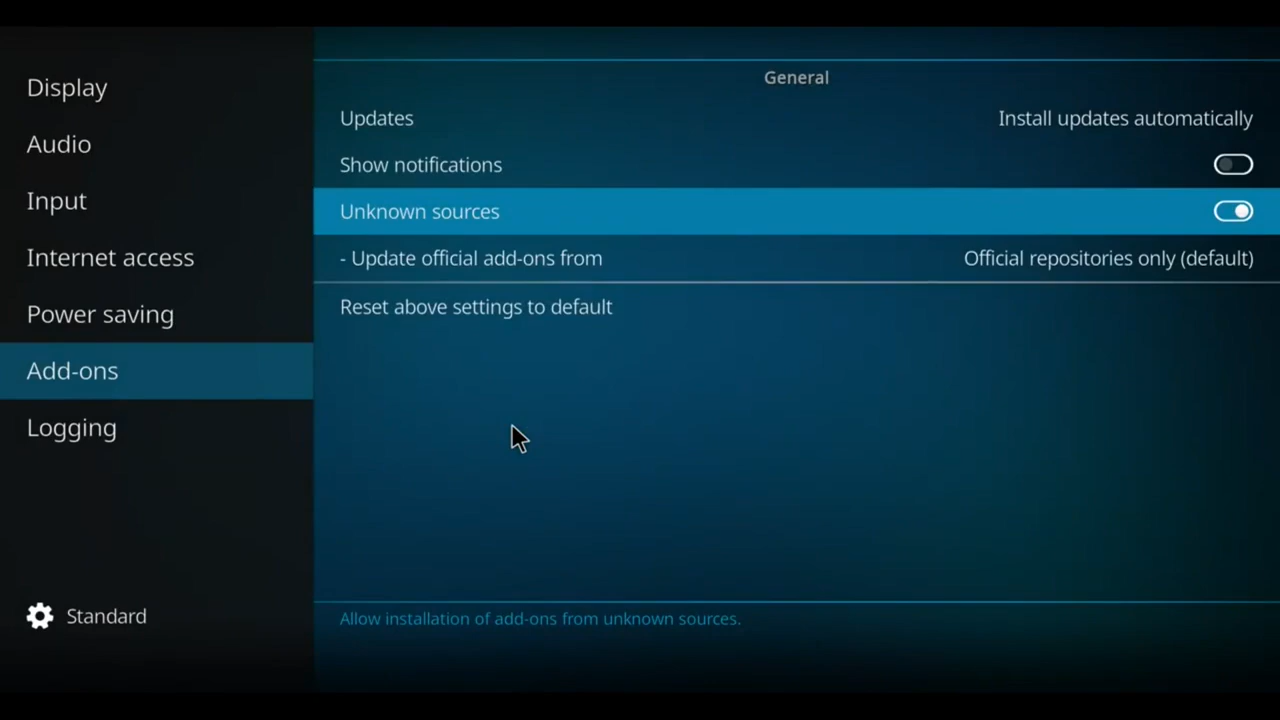 Display
Audio
Input
Internet access
Power saving
Add-ons
Logging
Standard
General
Updates Install updates automatically
Show notifications
Unknown sources
- Update official add-ons from Official repositories only (default)
Reset above settings to default
Allow installation of add-ons from unknown sources.